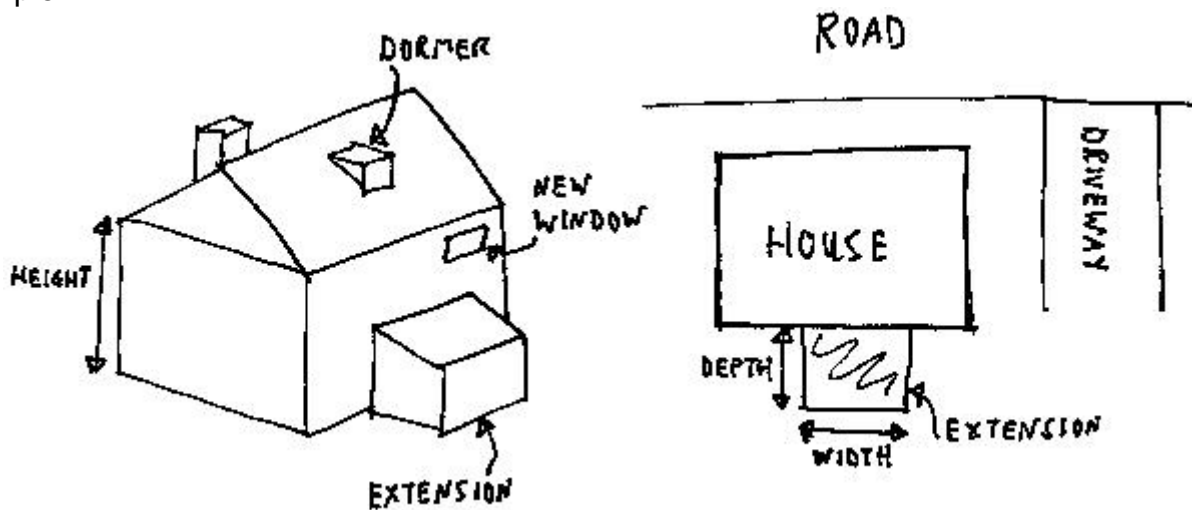 DORMER
NEW
WINDOW
HEIGHT
EXTENSION
ROAD
DRIVEWAY
HOUSE
DEPTH
EXTENSION
WIDTH